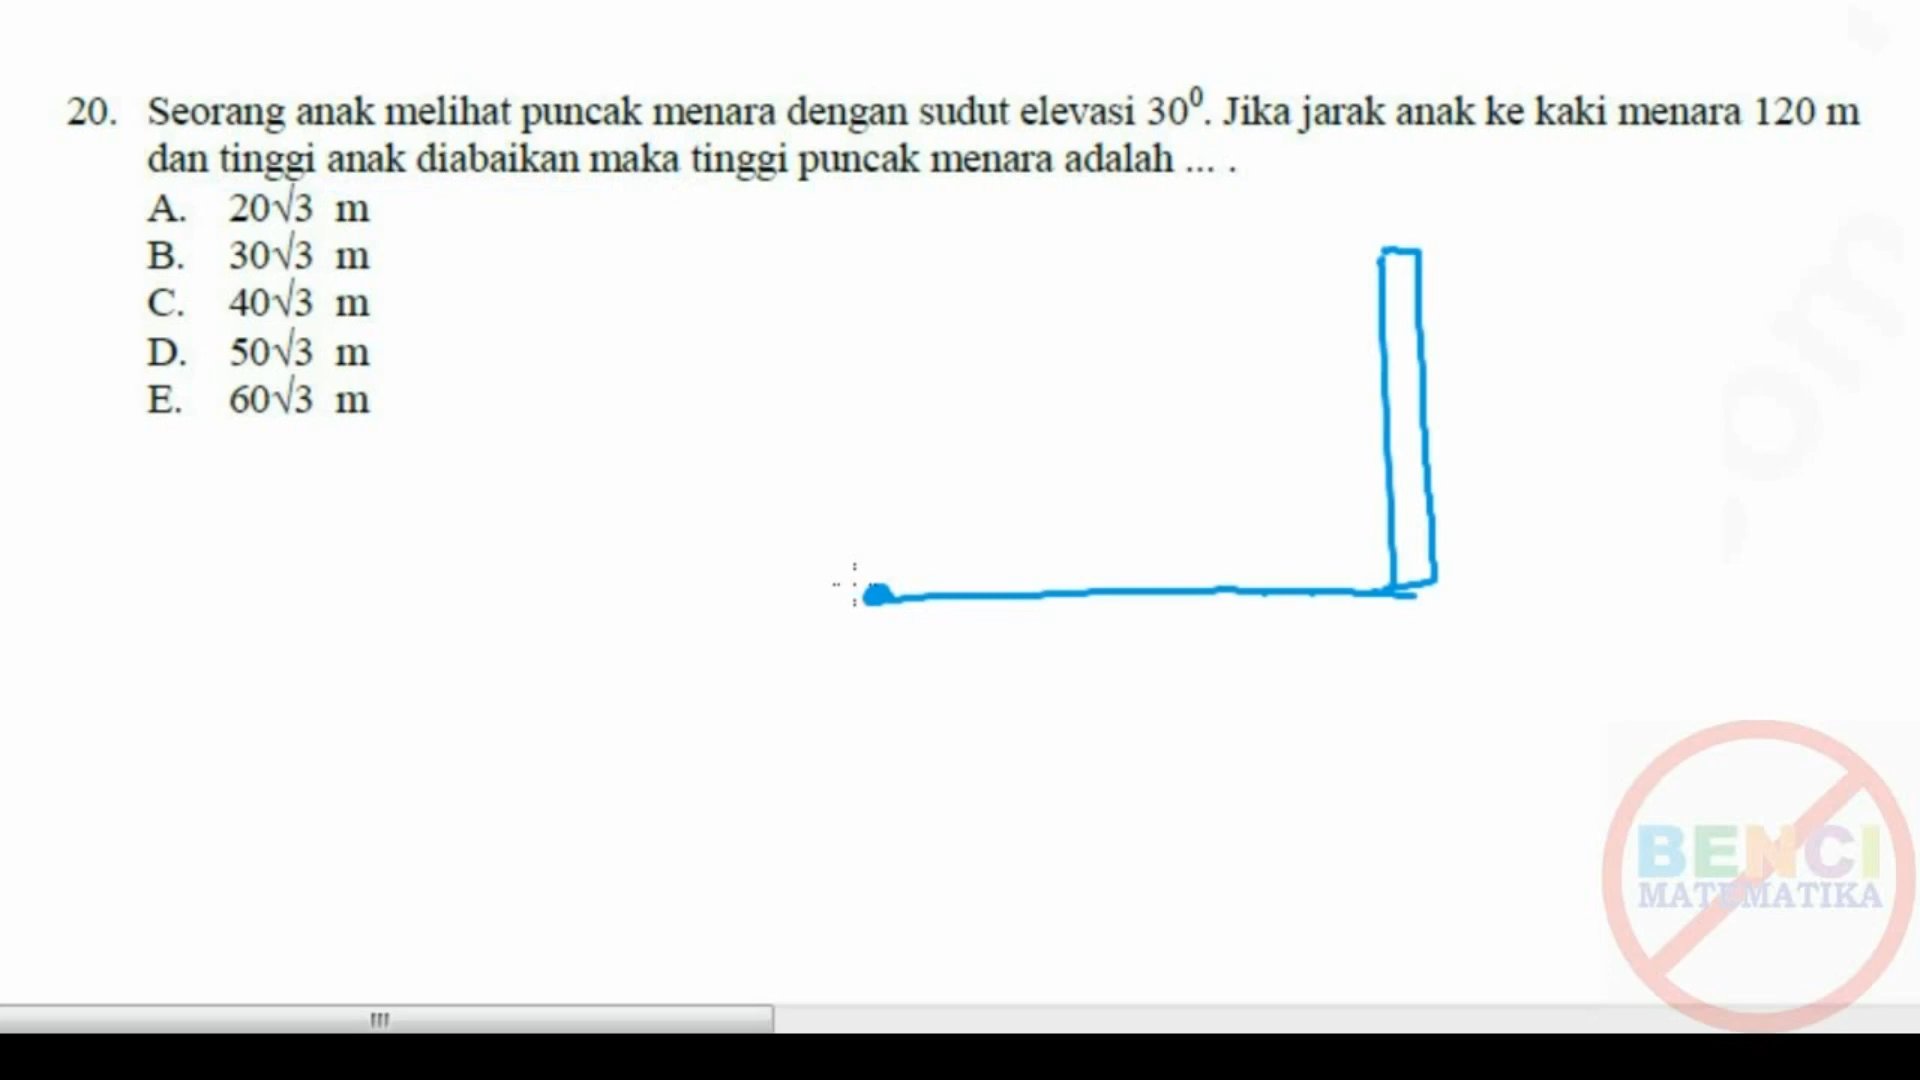 20. Seorang anak melihat puncak menara dengan sudut elevasi 30⁰. Jika jarak anak ke kaki menara 120 m
dan tinggi anak diabaikan maka tinggi puncak menara adalah ... .
A. 20√3 m
B. 30√3 m
C. 40√3 m
D. 50√3 m
E. 60√3 m
om
BENCI
MATEMATIKA